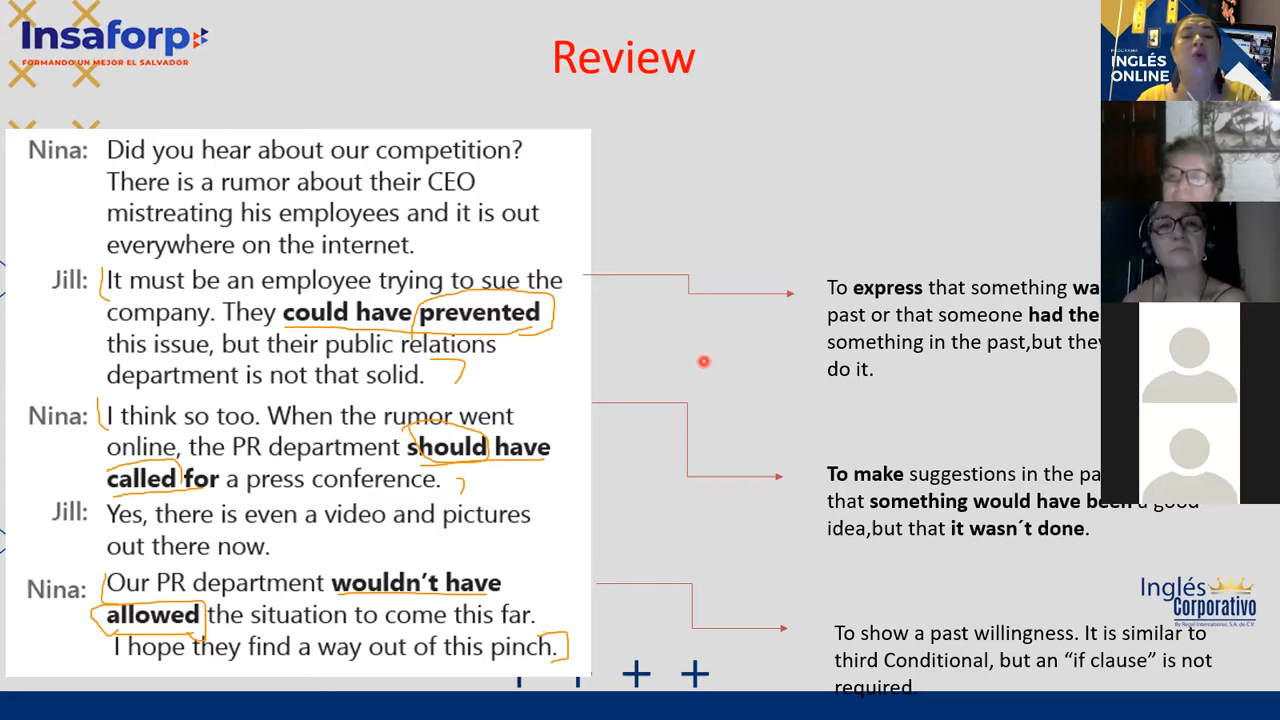 Insaforp
FORMANDO UN MEJOR EL SALVADOR
Review
PROGRAMA
INGLÉS
ONLINE
Nina: Did you hear about our competition?
There is a rumor about their CEO
mistreating his employees and it is out
everywhere on the internet.
Jill: It must be an employee trying to sue the
company. They could have prevented
this issue, but their public relations
department is not that solid.
Nina: I think so too. When the rumor went
online, the PR department should have
called for a press conference.
Jill: Yes, there is even a video and pictures
out there now.
Nina: Our PR department wouldn't have
allowed the situation to come this far.
I hope they find a way out of this pinch.
To express that something
past or that someone had the
something in the past,but
do it.
To make suggestions in the
that something would have been a good
idea,but that it wasn´t done.
To show a past willingness. It is similar to
third Conditional, but an “if clause” is not
required.
Inglés
Corporativo
By Regal International, S.A. de C.V.